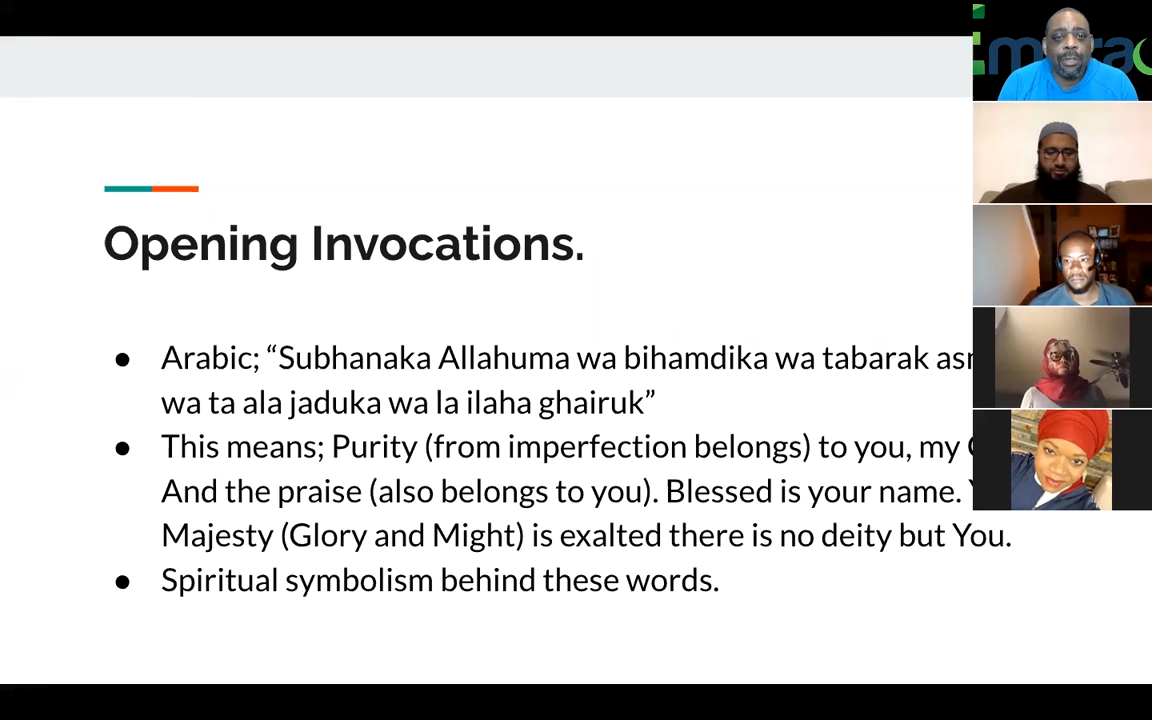 Opening Invocations.
● Arabic; “Subhanaka Allahuma wa bihamdika wa tabarak
wa ta ala jaduka wa la ilaha ghairuk”
● This means; Purity (from imperfection belongs) to you, my
And the praise (also belongs to you). Blessed is your name.
Majesty (Glory and Might) is exalted there is no deity but You.
● Spiritual symbolism behind these words.